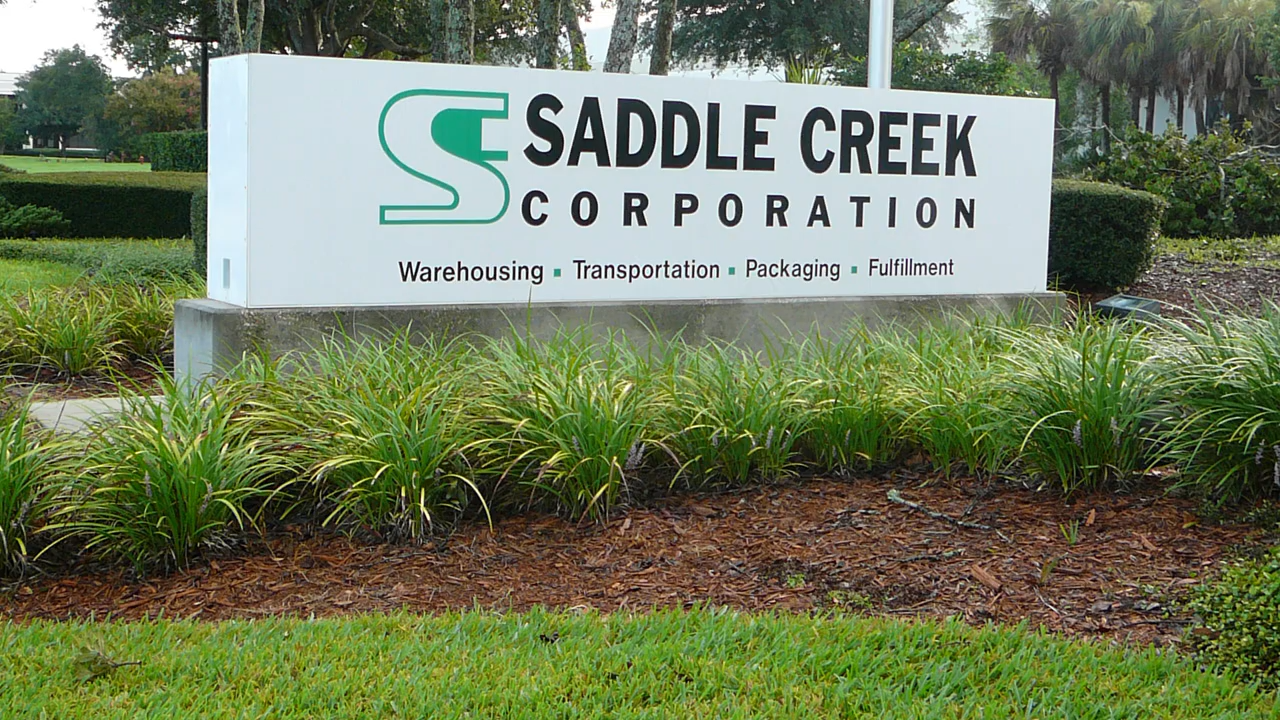 SADDLE CREEK
CORPORATION
Warehousing ▪ Transportation ▪ Packaging ▪ Fulfillment